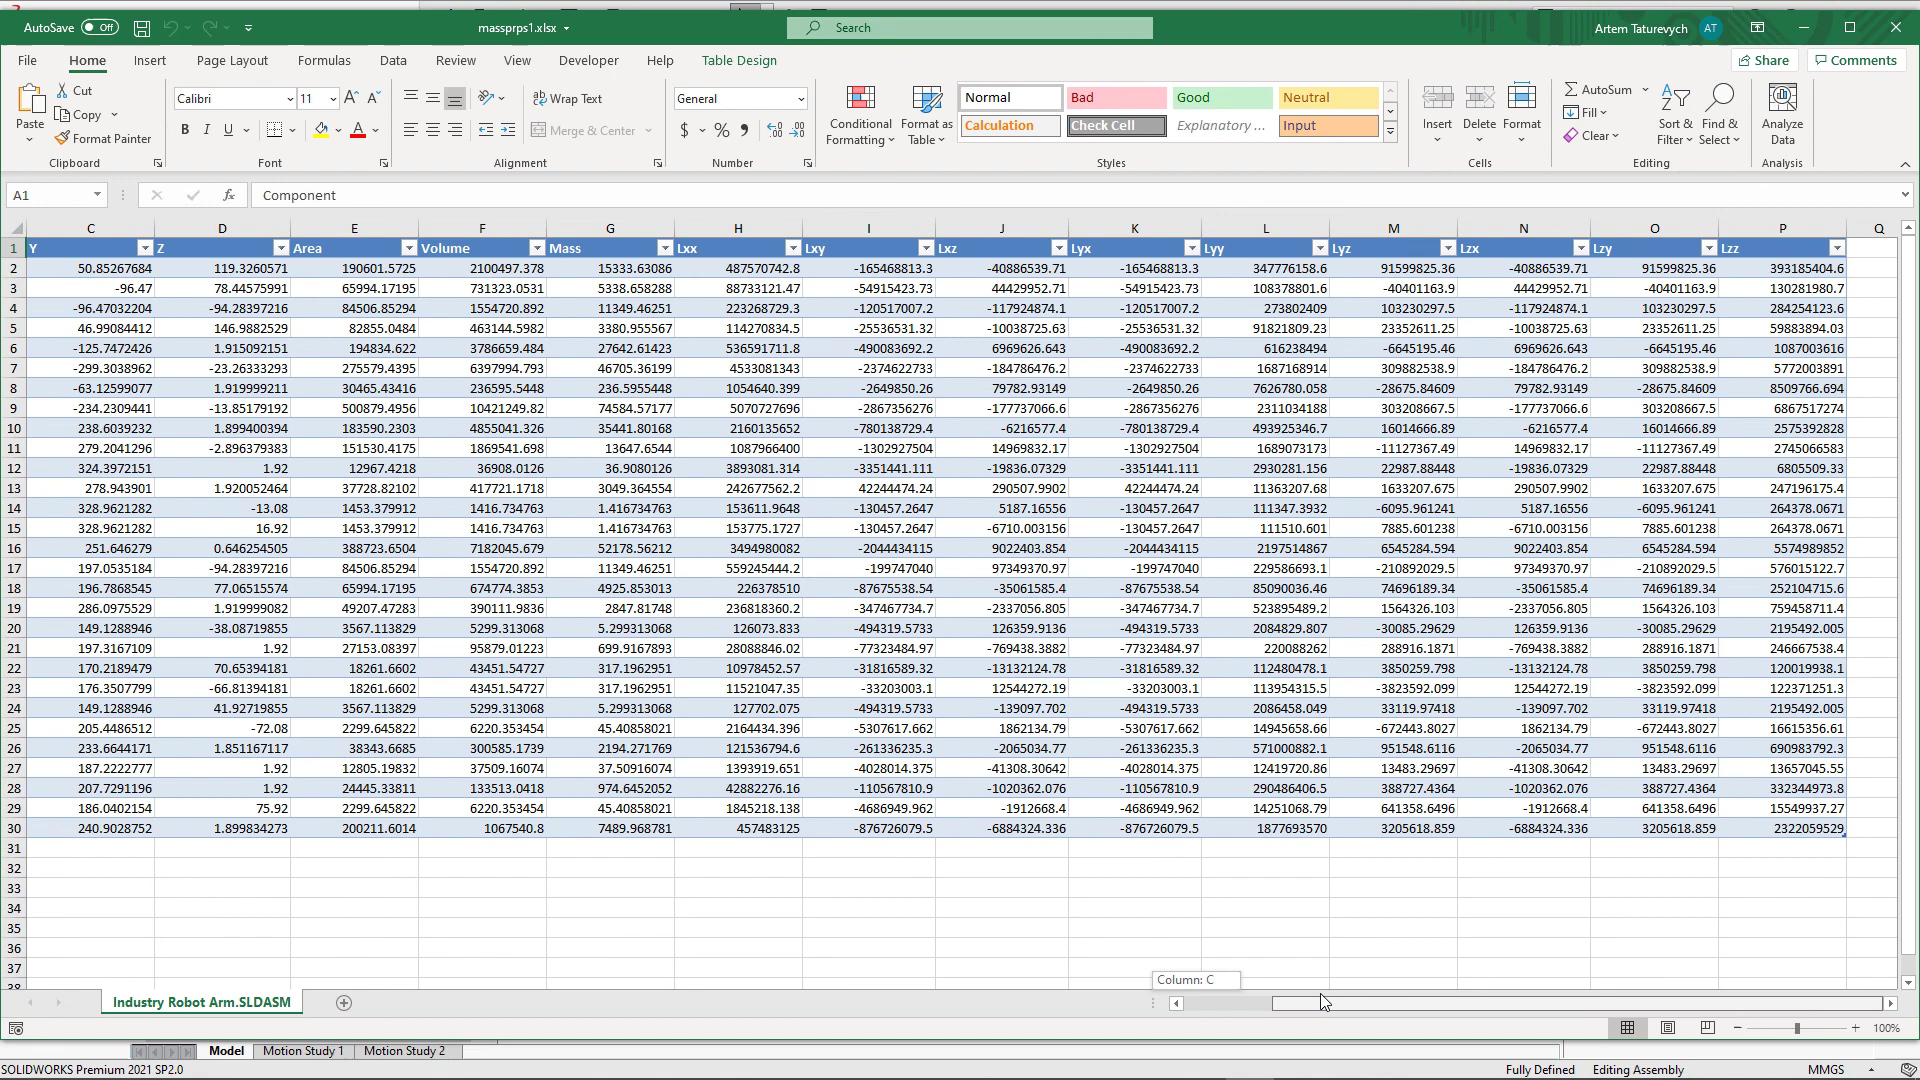 AutoSave Off massprps1.xlsx Search Artem Taturevych AT
File Home Insert Page Layout Formulas Data Review View Developer Help Table Design Share Comments
Paste Cut Copy Format Painter Clipboard
Calibri 11 B I U Font
Wrap Text Merge & Center Alignment
General $ % Number
Conditional Formatting Format as Table
Normal Bad Good Neutral
Calculation Check Cell Explanatory ... Input
Styles
Insert Delete Format Cells
AutoSum Fill Clear Sort & Filter Find & Select Editing
Analyze Data Analysis
A1 fx Component
C D E F G H I J K L M N O P Q
1 Y Z Area Volume Mass Lxx Lxy Lxz Lyx Lyy Lyz Lzx Lzy Lzz
2 50.85267684 119.3260571 190601.5725 2100497.378 15333.63086 487570742.8 -165468813.3 -40886539.71 -165468813.3 347776158.6 91599825.36 -40886539.71 91599825.36 393185404.6
3 -96.47 78.44575991 65994.17195 731323.0531 5338.658288 88733121.47 -54915423.73 44429952.71 -54915423.73 108378801.6 -40401163.9 44429952.71 -40401163.9 130281980.7
4 -96.47032204 -94.28397216 84506.85294 1554720.892 11349.46251 223268729.3 -120517007.2 -117924874.1 -120517007.2 273802409 103230297.5 -117924874.1 103230297.5 284254123.6
5 46.99084412 146.9882529 82855.0484 463144.5982 3380.955567 114270834.5 -25536531.32 -10038725.63 -25536531.32 91821809.23 23352611.25 -10038725.63 23352611.25 59883894.03
6 -125.7472426 1.915092151 194834.622 3786659.484 27642.61423 536591711.8 -490083692.2 6969626.643 -490083692.2 616238494 -6645195.46 6969626.643 -6645195.46 1087003616
7 -299.3038962 -23.26333293 275579.4395 6397994.793 46705.36199 4533081343 -2374622733 -184786476.2 -2374622733 1687168914 309882538.9 -184786476.2 309882538.9 5772003891
8 -63.12599077 1.919999211 30465.43416 236595.5448 236.5955448 1054640.399 -2649850.26 79782.93149 -2649850.26 7626780.058 -28675.84609 79782.93149 -28675.84609 8509766.694
9 -234.2309441 -13.85179192 500879.4956 10421249.82 74584.57177 5070727696 -2867356276 -177737066.6 -2867356276 2311034188 303208667.5 -177737066.6 303208667.5 6867517274
10 238.6039232 1.899400394 183590.2303 4855041.326 35441.80168 2160135652 -780138729.4 -6216577.4 -780138729.4 493925346.7 16014666.89 -6216577.4 16014666.89 2575392828
11 279.2041296 -2.896379383 151530.4175 1869541.698 13647.6544 1087966400 -1302927504 14969832.17 -1302927504 1689073173 -11127367.49 14969832.17 -11127367.49 2745066583
12 324.3972151 1.92 12967.4218 36908.0126 36.9080126 3893081.314 -3351441.111 -19836.07329 -3351441.111 2930281.156 22987.88448 -19836.07329 22987.88448 6805509.33
13 278.943901 1.920052464 37728.82102 417721.1718 3049.364554 242677562.2 42244474.24 290507.9902 42244474.24 11363207.68 1633207.675 290507.9902 1633207.675 247196175.4
14 328.9621282 -13.08 1453.379912 1416.734763 1.416734763 153611.9648 -130457.2647 5187.16556 -130457.2647 111347.3932 -6095.961241 5187.16556 -6095.961241 264378.0671
15 328.9621282 16.92 1453.379912 1416.734763 1.416734763 153775.1727 -130457.2647 -6710.003156 -130457.2647 111510.601 7885.601238 -6710.003156 7885.601238 264378.0671
16 251.646279 0.646254505 388723.6504 7182045.679 52178.56212 3494980082 -2044434115 9022403.854 -2044434115 2197514867 6545284.594 9022403.854 6545284.594 5574989852
17 197.0535184 -94.28397216 84506.85294 1554720.892 11349.46251 559245444.2 -199747040 97349370.97 -199747040 229586693.1 -210892029.5 97349370.97 -210892029.5 576015122.7
18 196.7868545 77.06515574 65994.17195 674774.3853 4925.853013 226378510 -87675538.54 -35061585.4 -87675538.54 85090036.46 74696189.34 -35061585.4 74696189.34 252104715.6
19 286.0975529 1.919999082 49207.47283 390111.9836 2847.81748 236818360.2 -347467734.7 -2337056.805 -347467734.7 523895489.2 1564326.103 -2337056.805 1564326.103 759458711.4
20 149.1288946 -38.08719855 3567.113829 5299.313068 5.299313068 126073.833 -494319.5733 126359.9136 -494319.5733 2084829.807 -30085.29629 126359.9136 -30085.29629 2195492.005
21 197.3167109 1.92 27153.08397 95879.01223 699.9167893 28088846.02 -77323484.97 -769438.3882 -77323484.97 220088262 288916.1871 -769438.3882 288916.1871 246667538.4
22 170.2189479 70.65394181 18261.6602 43451.54727 317.1962951 10978452.57 -31816589.32 -13132124.78 -31816589.32 112480478.1 3850259.798 -13132124.78 3850259.798 120019938.1
23 176.3507799 -66.81394181 18261.6602 43451.54727 317.1962951 11521047.35 -33203003.1 12544272.19 -33203003.1 113954315.5 -3823592.099 12544272.19 -3823592.099 122371251.3
24 149.1288946 41.92719855 3567.113829 5299.313068 5.299313068 127702.075 -494319.5733 -139097.702 -494319.5733 2086458.049 33119.97418 -139097.702 33119.97418 2195492.005
25 205.4486512 -72.08 2299.645822 6220.353454 45.40858021 2164434.396 -5307617.662 1862134.79 -5307617.662 14945658.66 -672443.8027 1862134.79 -672443.8027 16615356.61
26 233.6644171 1.851167117 38343.6685 300585.1739 2194.271769 121536794.6 -261336235.3 -2065034.77 -261336235.3 571000882.1 951548.6116 -2065034.77 951548.6116 690983792.3
27 187.2222777 1.92 12805.19832 37509.16074 37.50916074 1393919.651 -4028014.375 -41308.30642 -4028014.375 12419720.86 13483.29697 -41308.30642 13483.29697 13657045.55
28 207.7291196 1.92 24445.33811 133513.0418 974.6452052 42882276.16 -110567810.9 -1020362.076 -110567810.9 290486406.5 388727.4364 -1020362.076 388727.4364 332344973.8
29 186.0402154 75.92 2299.645822 6220.353454 45.40858021 1845218.138 -4686949.962 -1912668.4 -4686949.962 14251068.79 641358.6496 -1912668.4 641358.6496 15549937.27
30 240.9028752 1.899834273 200211.6014 1067540.8 7489.968781 457483125 -876726079.5 -6884324.336 -876726079.5 1877693570 3205618.859 -6884324.336 3205618.859 2322059529
31
32
33
34
35
36
37
38
Column: C
Industry Robot Arm.SLDASM
100%
Model Motion Study 1 Motion Study 2
SOLIDWORKS Premium 2021 SP2.0 Fully Defined Editing Assembly MMGS